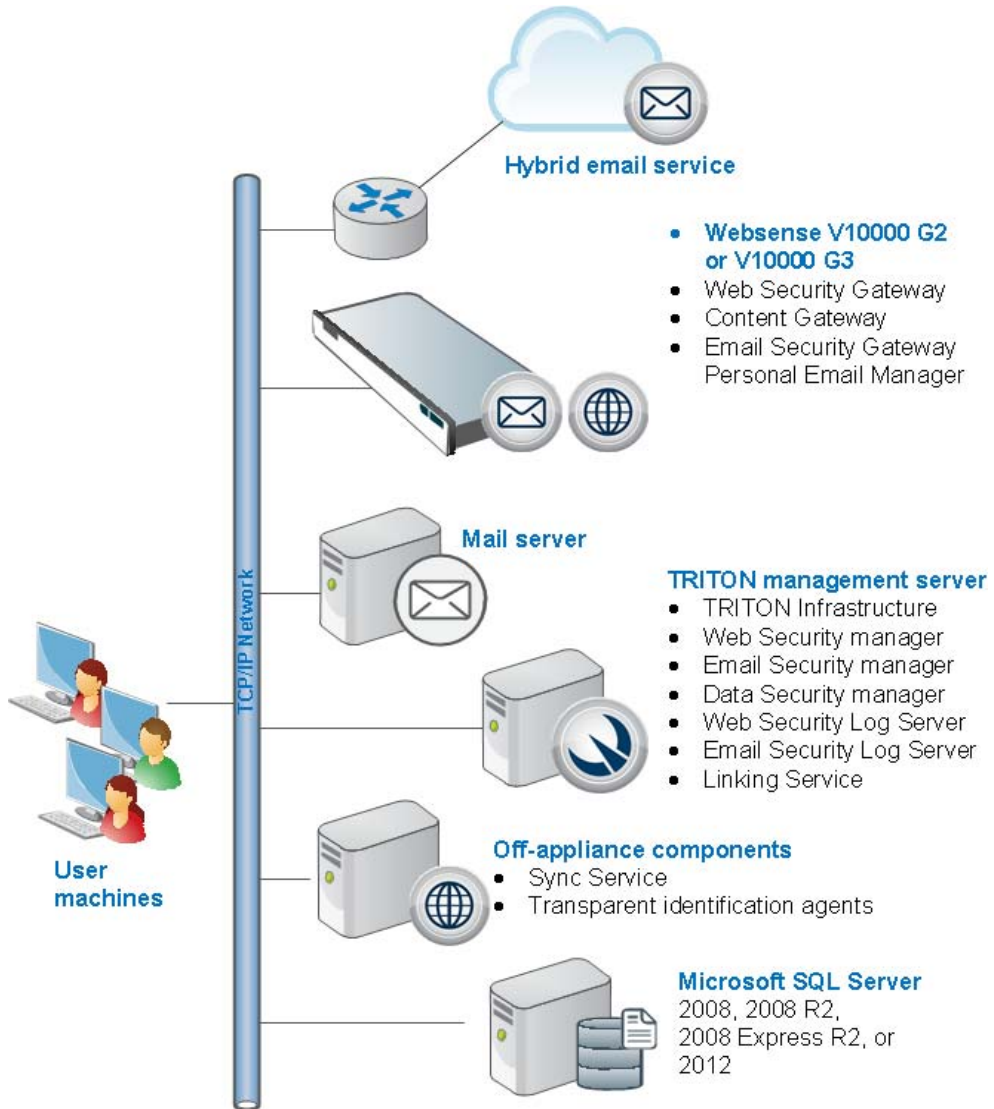 Hybrid email service
• Websense V10000 G2
or V10000 G3
• Web Security Gateway
• Content Gateway
• Email Security Gateway
Personal Email Manager
Mail server
TCP/IP Network
TRITON management server
• TRITON Infrastructure
• Web Security manager
• Email Security manager
• Data Security manager
• Web Security Log Server
• Email Security Log Server
• Linking Service
User
machines
Off-appliance components
• Sync Service
• Transparent identification agents
Microsoft SQL Server
2008, 2008 R2,
2008 Express R2, or
2012